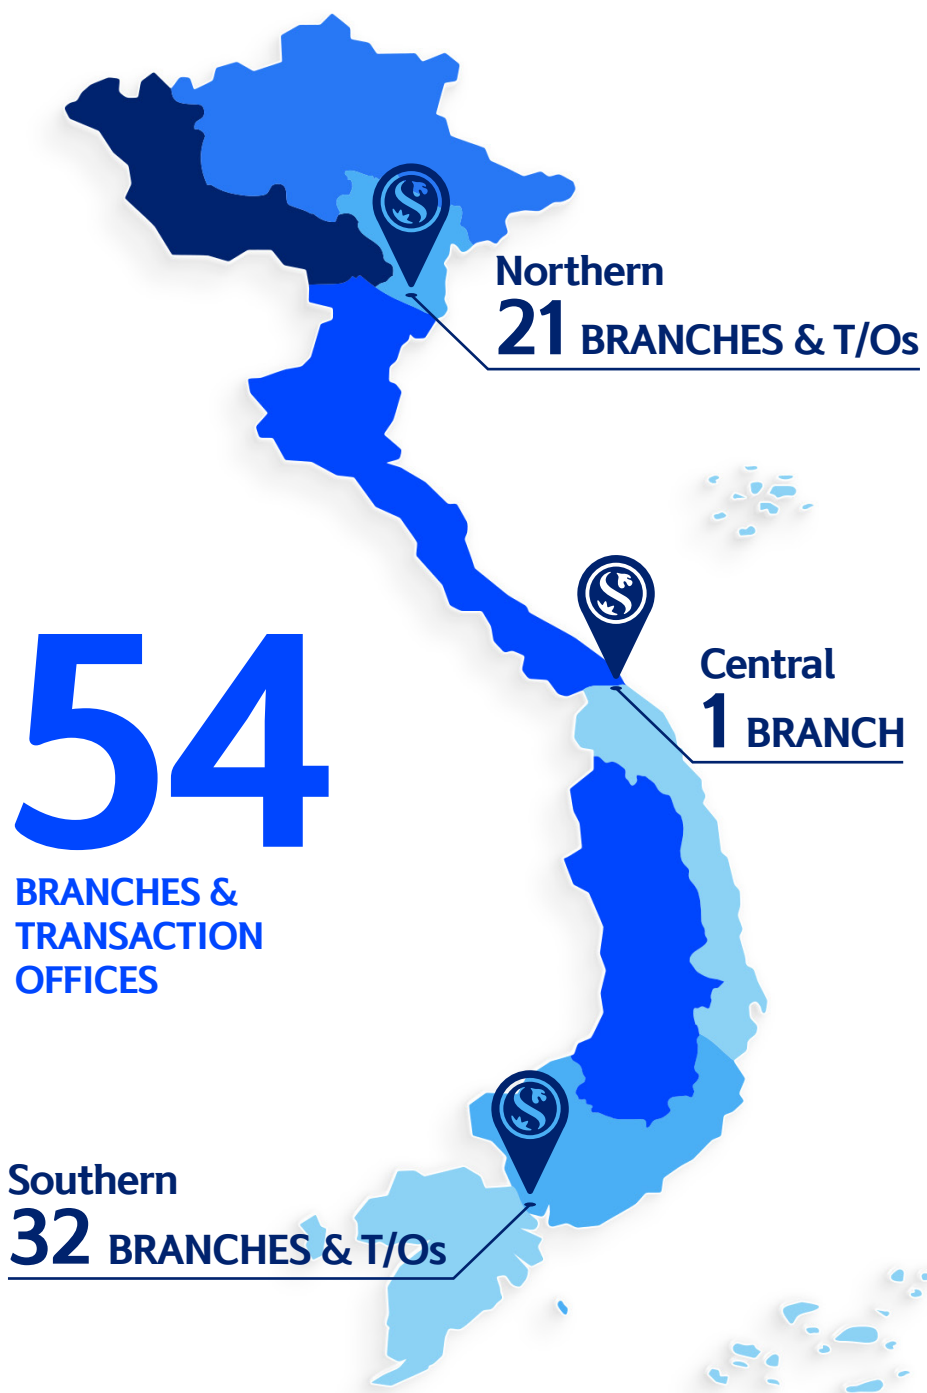 Northern
21 BRANCHES & T/Os
Central
1 BRANCH
54
BRANCHES &
TRANSACTION
OFFICES
Southern
32 BRANCHES & T/Os